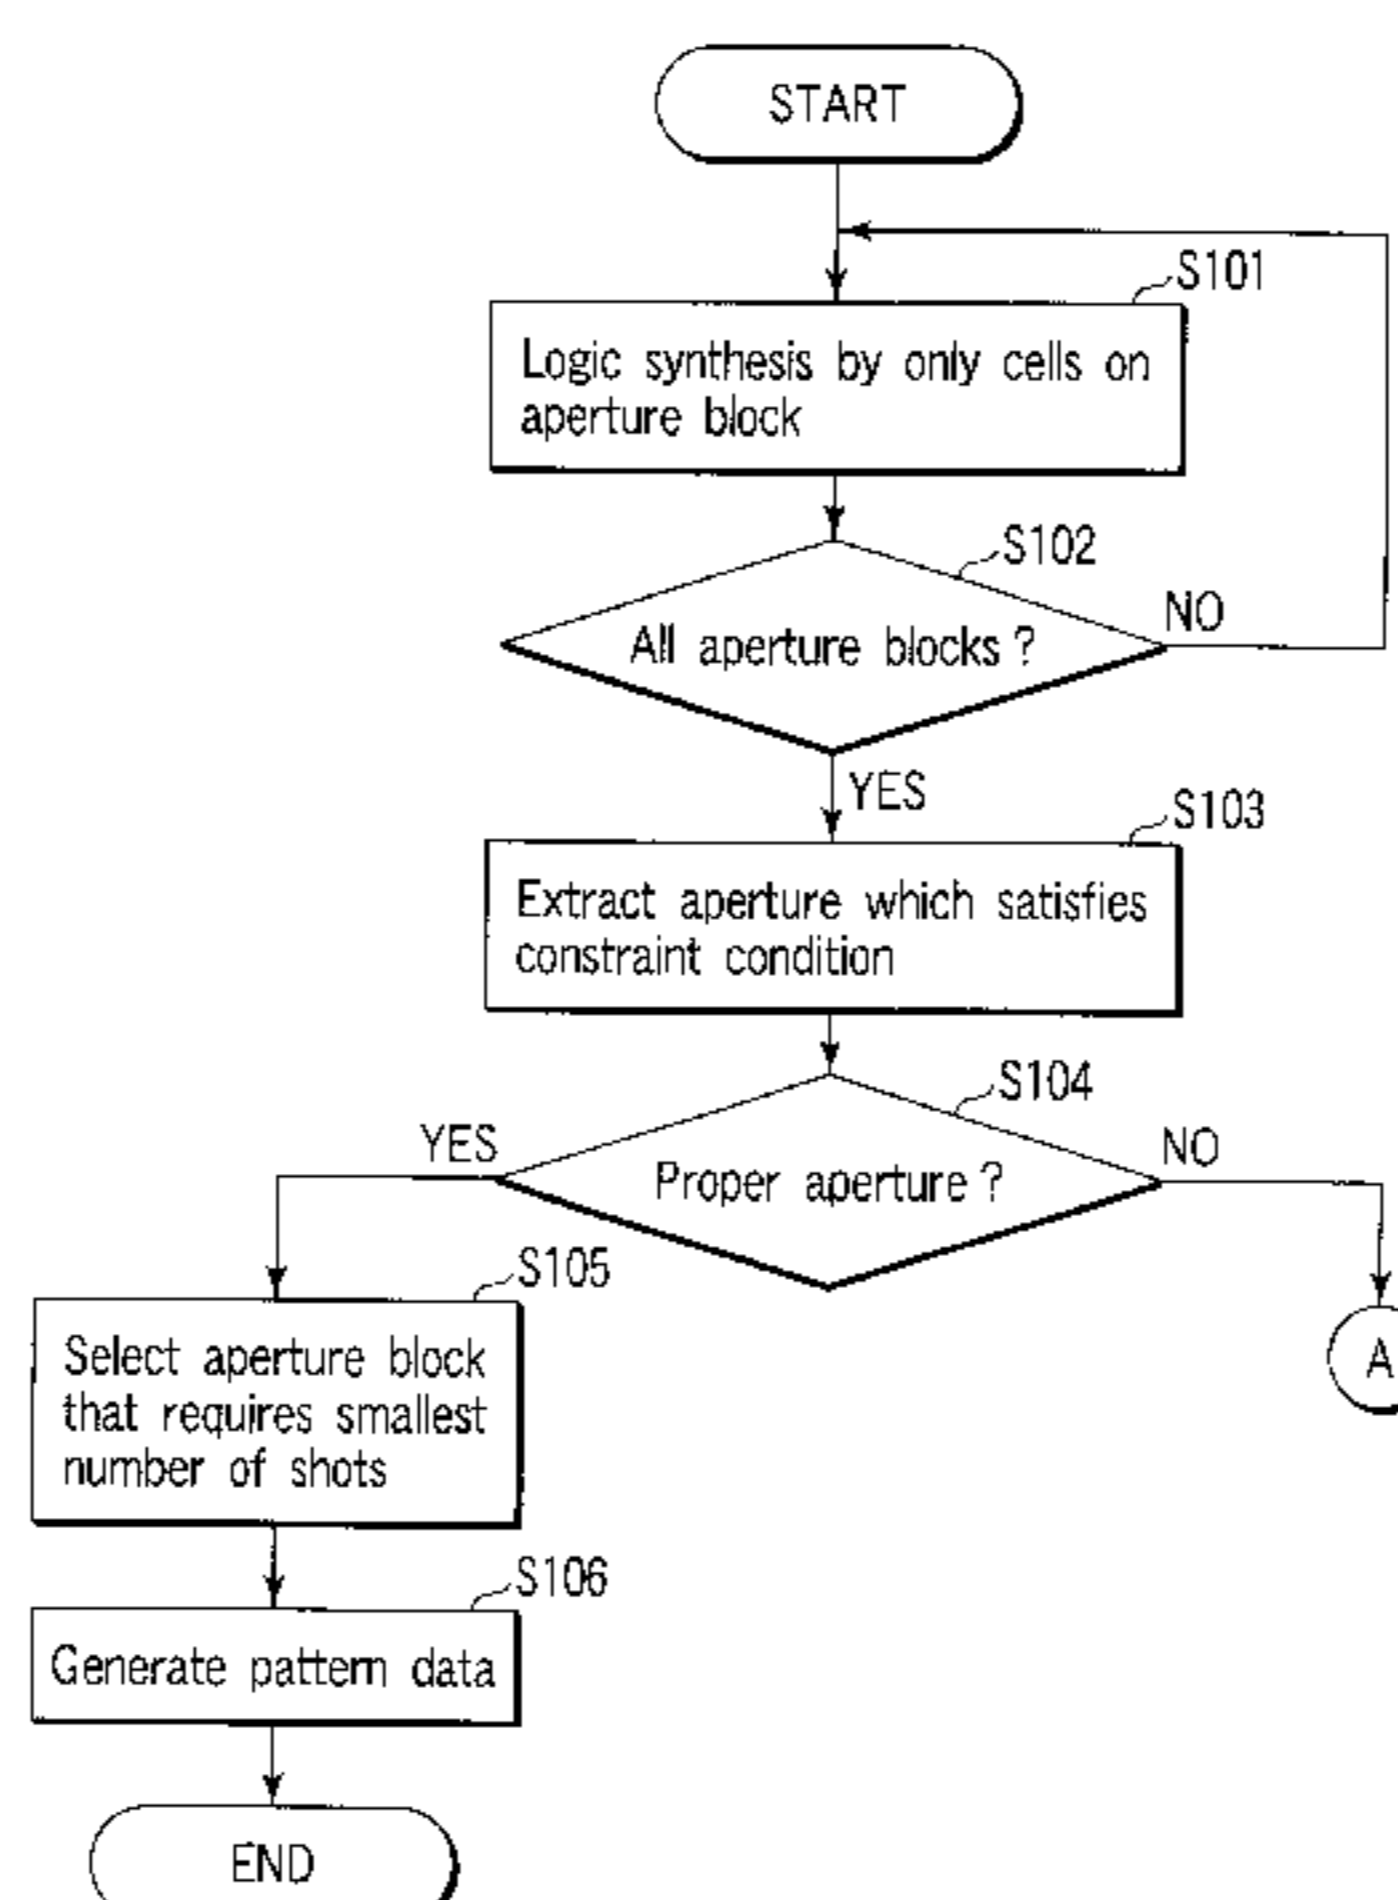 START
S101
Logic synthesis by only cells on
aperture block
S102
All aperture blocks ?
NO
YES
S103
Extract aperture which satisfies
constraint condition
S104
YES
Proper aperture ?
NO
S105
Select aperture block
that requires smallest
number of shots
A
S106
Generate pattern data
END